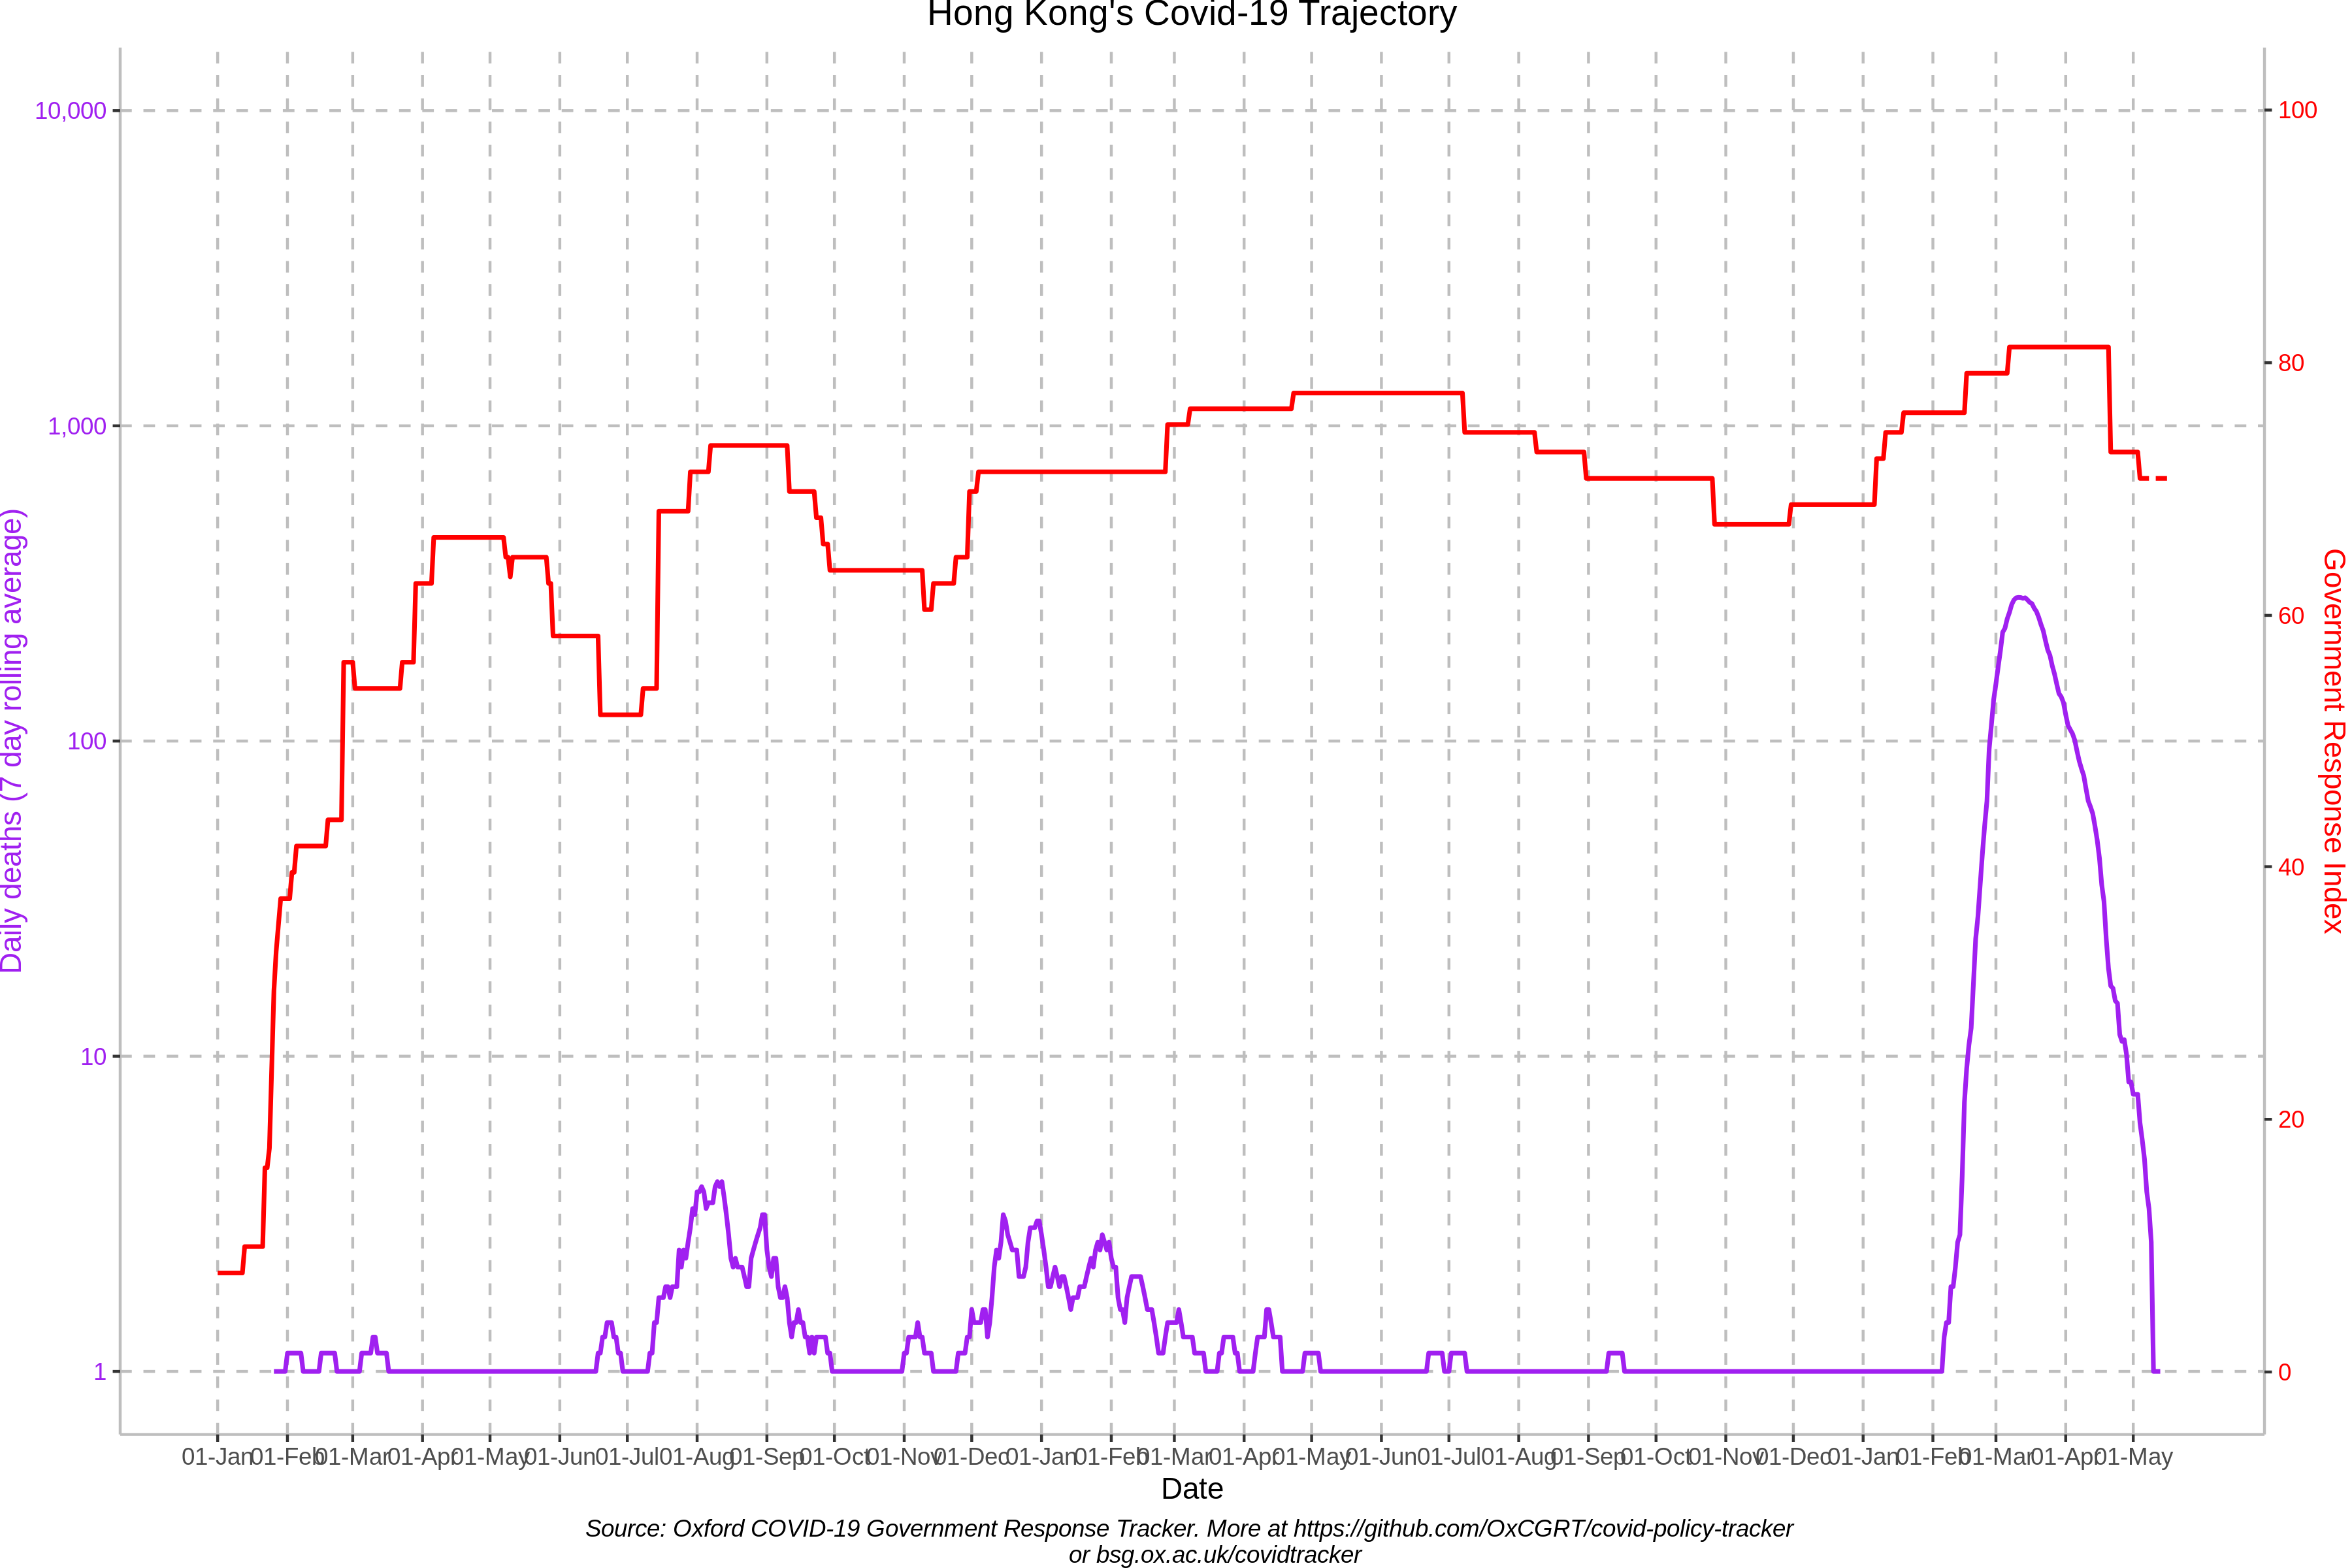 Hong Kong's Covid-19 Trajectory
10,000
1,000
100
10
1
Daily deaths (7 day rolling average)
100
80
60
40
20
0
Government Response Index
01-Jan 01-Feb 01-Mar 01-Apr 01-May 01-Jun 01-Jul 01-Aug 01-Sep 01-Oct 01-Nov 01-Dec 01-Jan 01-Feb 01-Mar 01-Apr 01-May 01-Jun 01-Jul 01-Aug 01-Sep 01-Oct 01-Nov 01-Dec 01-Jan 01-Feb 01-Mar 01-Apr 01-May
Date
Source: Oxford COVID-19 Government Response Tracker. More at https://github.com/OxCGRT/covid-policy-tracker
or bsg.ox.ac.uk/covidtracker